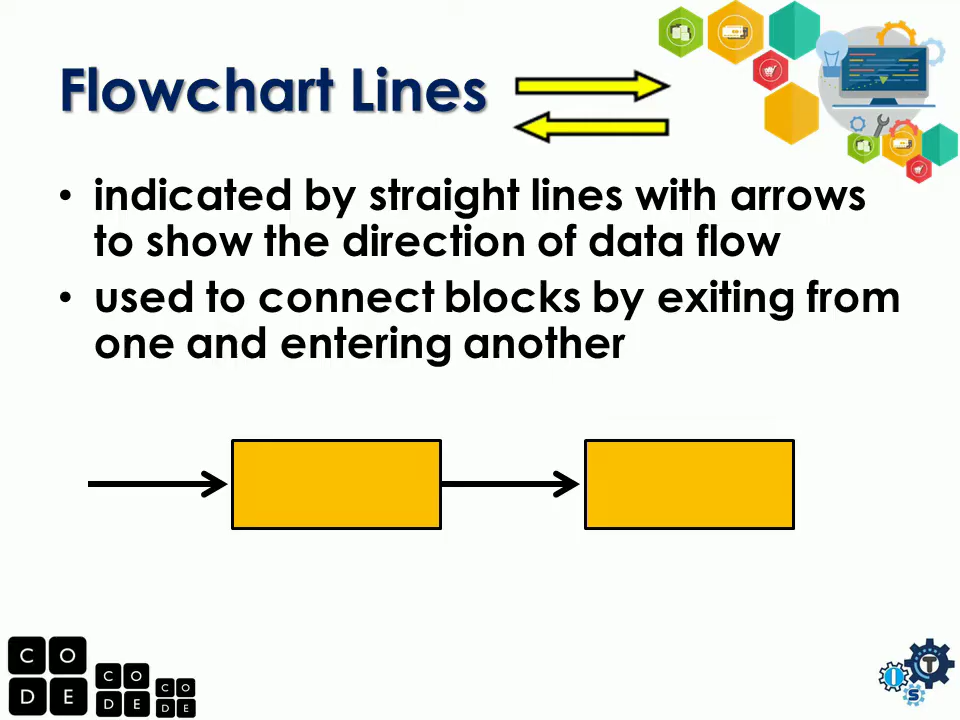 Flowchart Lines
• indicated by straight lines with arrows
to show the direction of data flow
• used to connect blocks by exiting from
one and entering another
C O
D E
C O
D E
C O
D E
I T
S